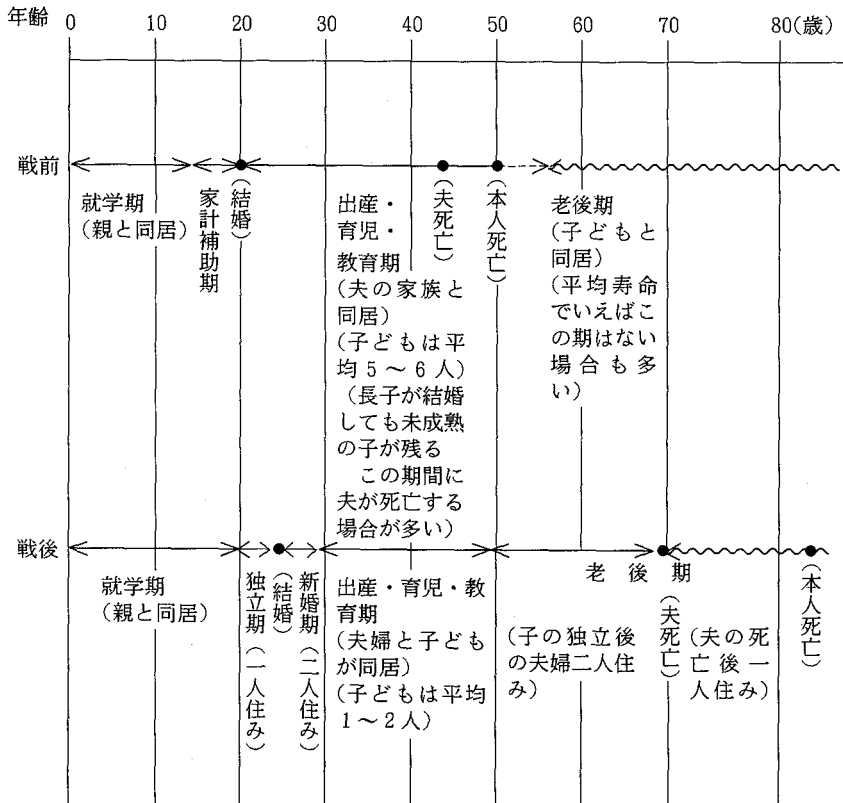 年齢
0 10 20 30 40 50 60 70 80(歳)
戦前
就学期
(親と同居)
家計補助期
(結婚)
出産・
育児・
教育期
(夫の家族と
同居)
(子どもは平
均5～6人)
(長子が結婚
しても未成熟
の子が残る
この期間に
夫が死亡する
場合が多い)
(夫死亡)
(本人死亡)
老後期
(子どもと
同居)
(平均寿命
でいえばこ
の期はない
場合も多
い)
戦後
就学期
(親と同居)
独立期(一人住み)
(結婚)
新婚期(二人住み)
出産・育児・教
育期
(夫婦と子ども
が同居)
(子どもは平均
1～2人)
老後期
(子の独立後
の夫婦二人住
み)
(夫死亡)
(夫の死
亡後一
人住み)
(本人死亡)